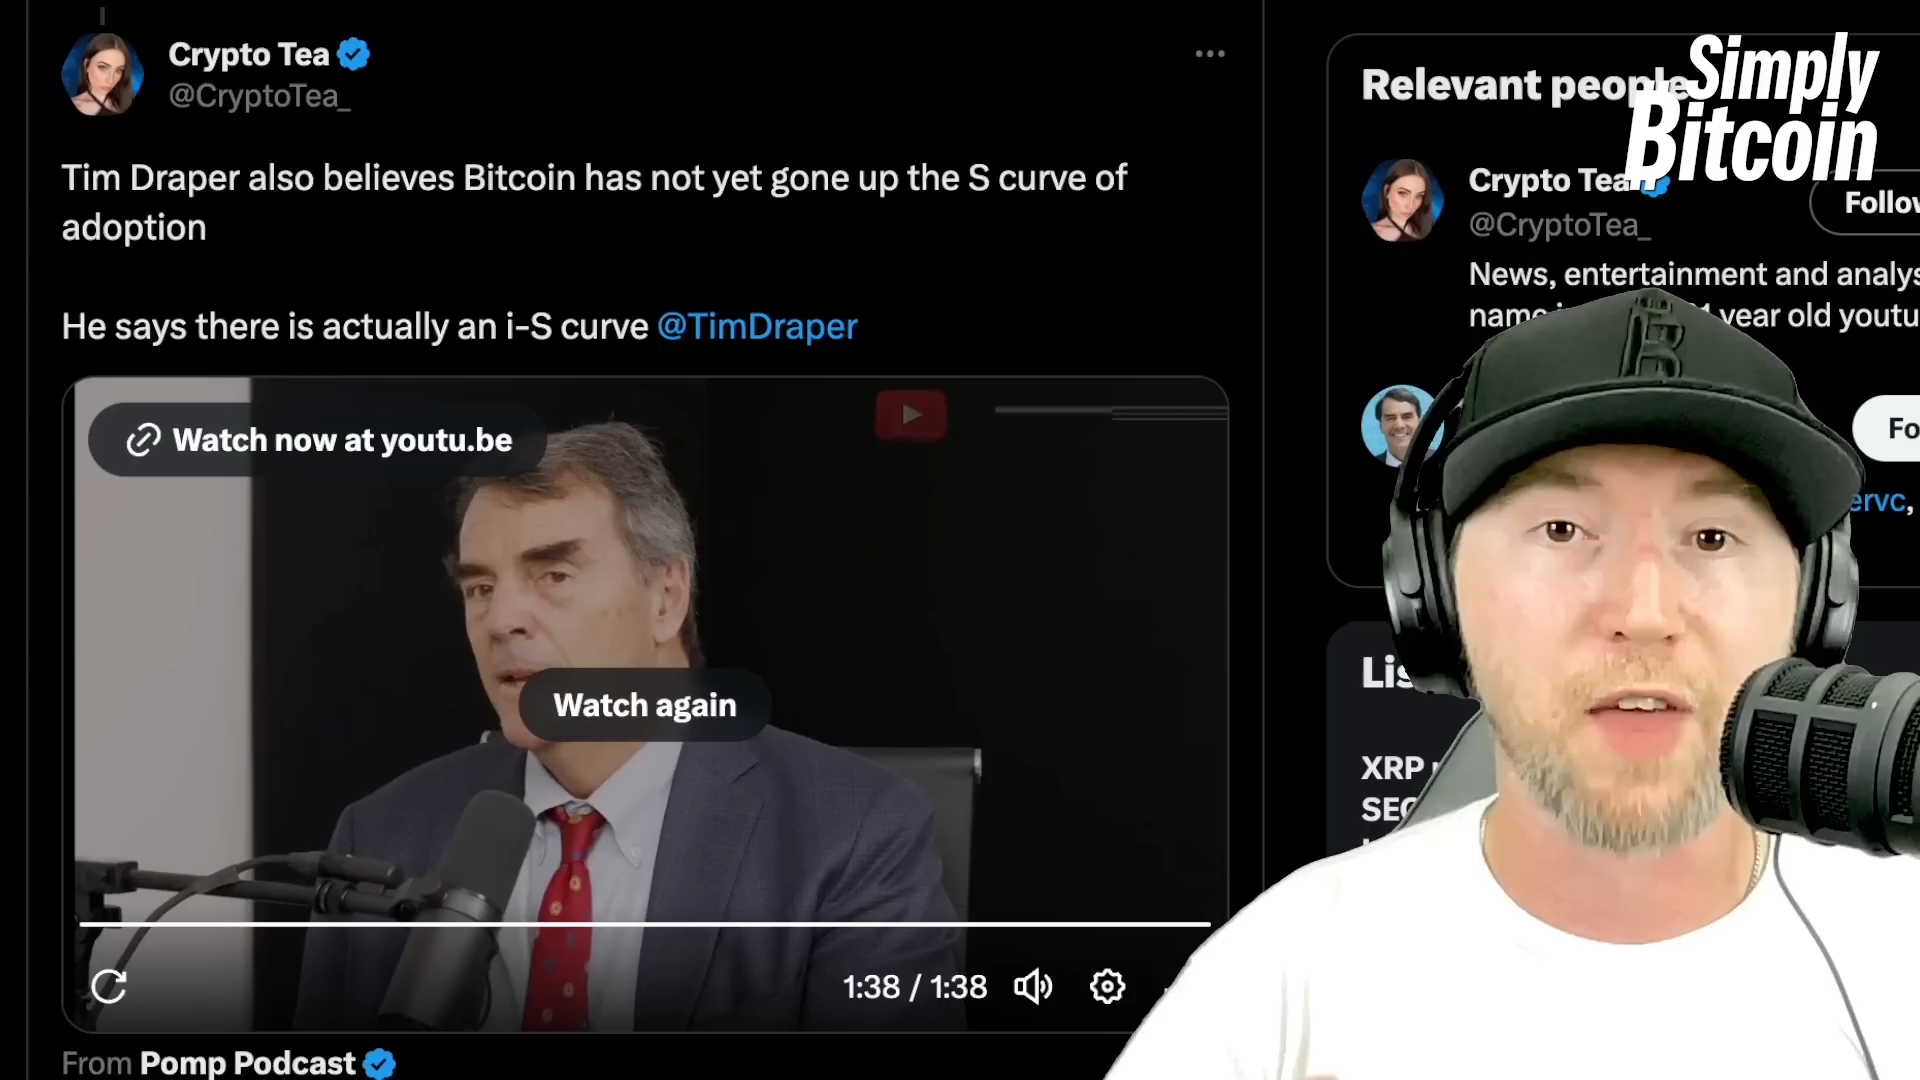 Crypto Tea
@CryptoTea_
Tim Draper also believes Bitcoin has not yet gone up the S curve of
adoption
He says there is actually an i-S curve @TimDraper
Watch now at youtu.be
Watch again
1:38 / 1:38
From Pomp Podcast
Relevant people
Simply
Bitcoin
Crypto Tea
@CryptoTea_
Follow
News, entertainment and analys
year old youtu
Fo
ervc,
XRP